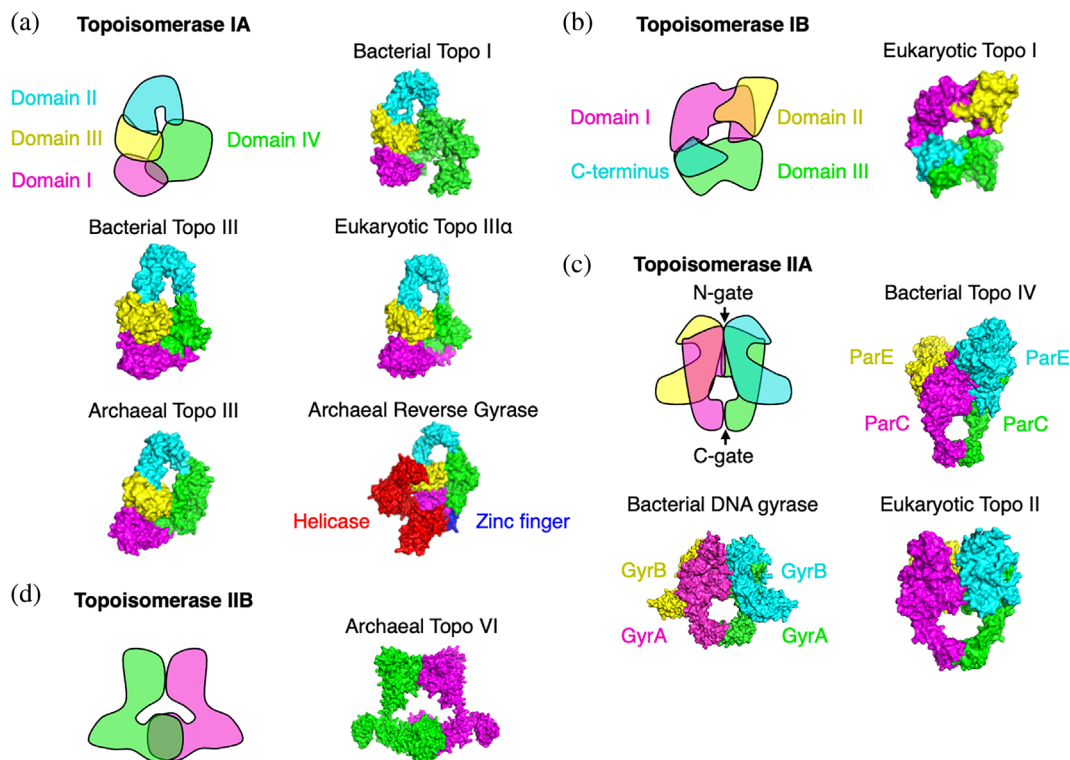 (a)
Topoisomerase IA
Bacterial Topo I
Domain II
Domain III
Domain IV
Domain I
Bacterial Topo III
Eukaryotic Topo IIIα
Archaeal Topo III
Archaeal Reverse Gyrase
Helicase
Zinc finger
(b)
Topoisomerase IB
Eukaryotic Topo I
Domain I
Domain II
C-terminus
Domain III
(c)
Topoisomerase IIA
N-gate
C-gate
Bacterial Topo IV
ParE
ParE
ParC
ParC
Bacterial DNA gyrase
GyrB
GyrB
GyrA
GyrA
Eukaryotic Topo II
(d)
Topoisomerase IIB
Archaeal Topo VI